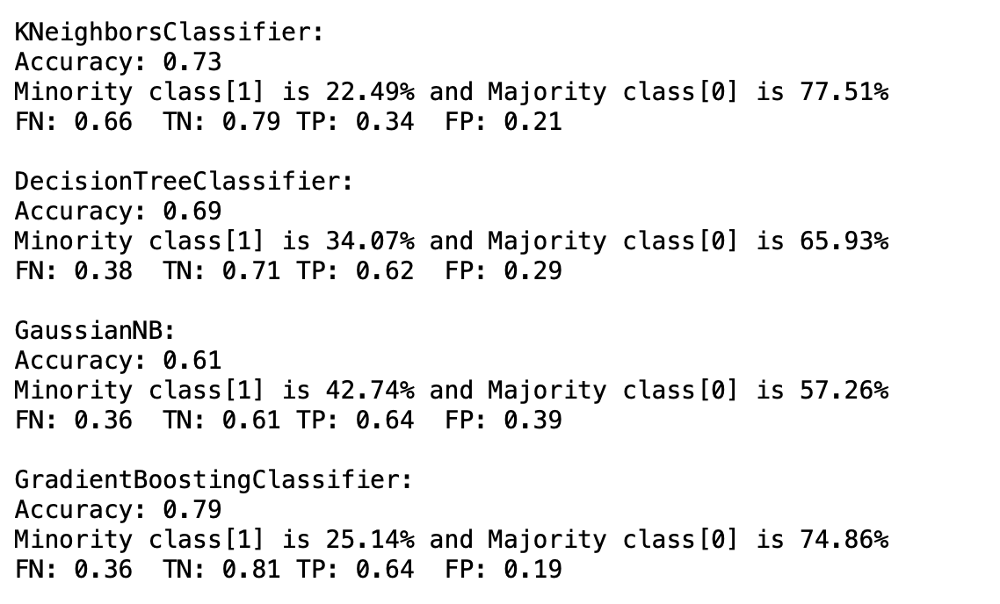 KNeighborsClassifier:
Accuracy: 0.73
Minority class[1] is 22.49% and Majority class[0] is 77.51%
FN: 0.66  TN: 0.79 TP: 0.34  FP: 0.21

DecisionTreeClassifier:
Accuracy: 0.69
Minority class[1] is 34.07% and Majority class[0] is 65.93%
FN: 0.38  TN: 0.71 TP: 0.62  FP: 0.29

GaussianNB:
Accuracy: 0.61
Minority class[1] is 42.74% and Majority class[0] is 57.26%
FN: 0.36  TN: 0.61 TP: 0.64  FP: 0.39

GradientBoostingClassifier:
Accuracy: 0.79
Minority class[1] is 25.14% and Majority class[0] is 74.86%
FN: 0.36  TN: 0.81 TP: 0.64  FP: 0.19